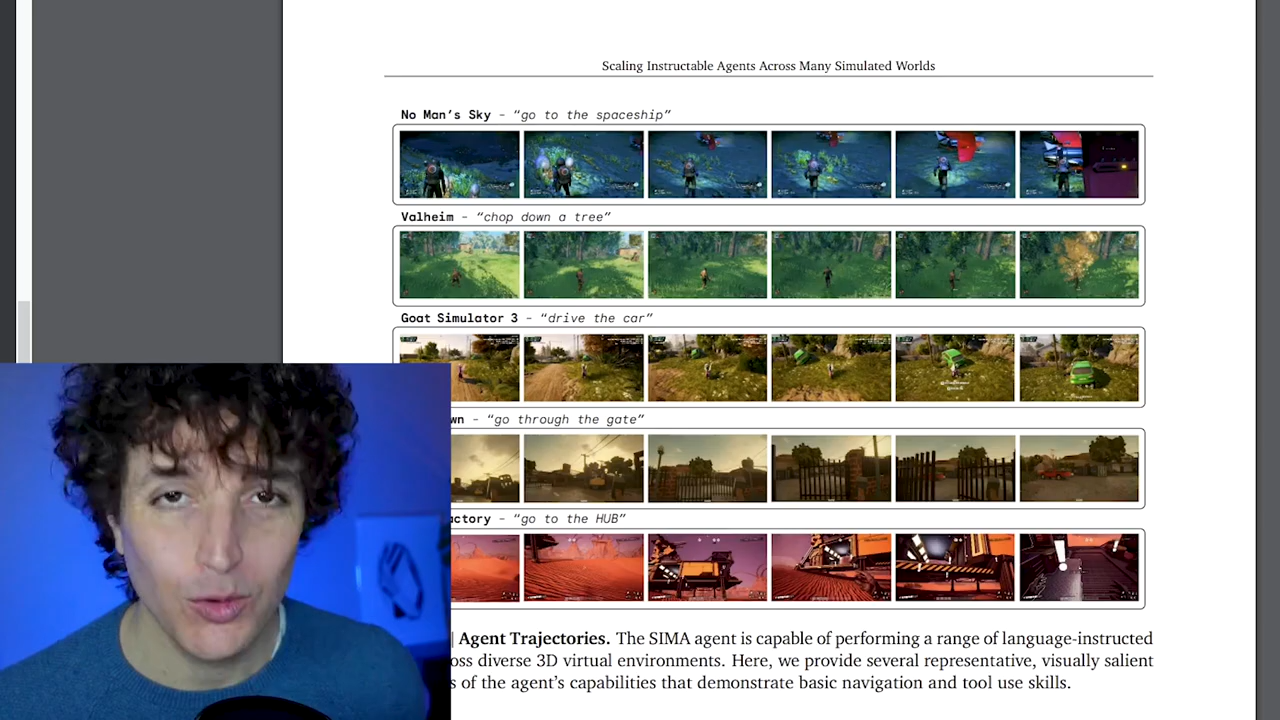 Scaling Instructable Agents Across Many Simulated Worlds
No Man's Sky - "go to the spaceship"
Valheim - "chop down a tree"
Goat Simulator 3 - "drive the car"
wn - "go through the gate"
actory - "go to the HUB"
| Agent Trajectories. The SIMA agent is capable of performing a range of language-instructed
oss diverse 3D virtual environments. Here, we provide several representative, visually salient
s of the agent's capabilities that demonstrate basic navigation and tool use skills.